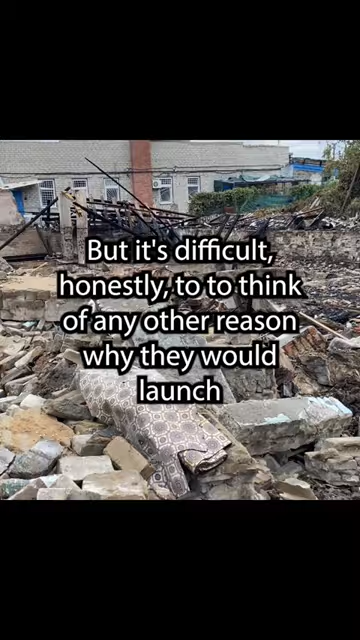 But it's difficult,
honestly, to to think
of any other reason
why they would
launch